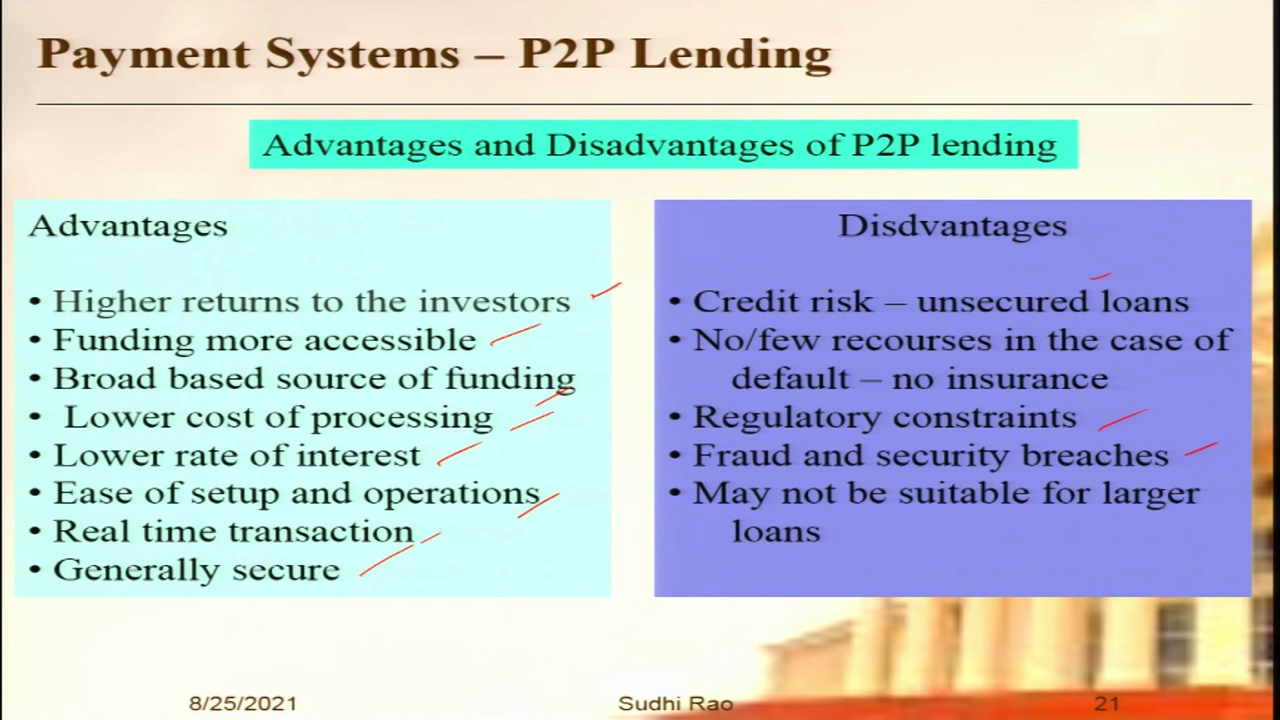 Payment Systems – P2P Lending
Advantages and Disadvantages of P2P lending
Advantages
• Higher returns to the investors
• Funding more accessible
• Broad based source of funding
• Lower cost of processing
• Lower rate of interest
• Ease of setup and operations
• Real time transaction
• Generally secure
Disdvantages
• Credit risk – unsecured loans
• No/few recourses in the case of
default – no insurance
• Regulatory constraints
• Fraud and security breaches
• May not be suitable for larger
loans
8/25/2021
Sudhi Rao
21